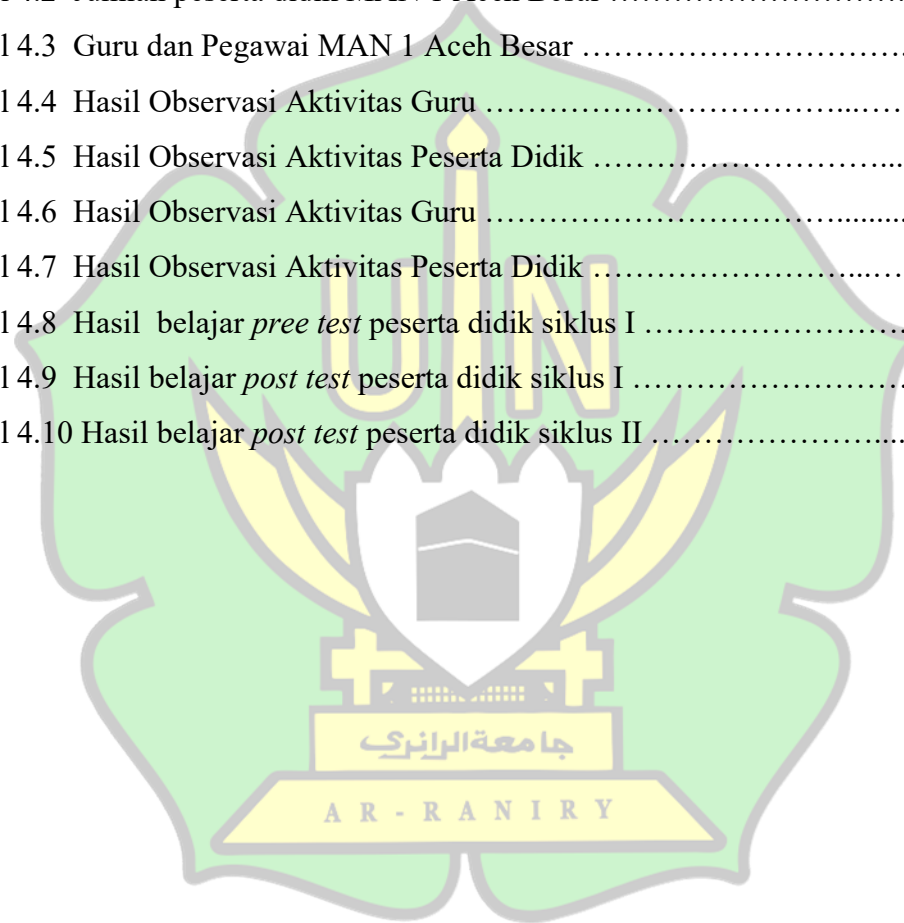 l 4.3 Guru dan Pegawai MAN 1 Aceh Besar ……………………………..
l 4.4 Hasil Observasi Aktivitas Guru …………………………………...……
l 4.5 Hasil Observasi Aktivitas Peserta Didik …………………………...
l 4.6 Hasil Observasi Aktivitas Guru ………………………………….........
l 4.7 Hasil Observasi Aktivitas Peserta Didik ………………………...……
l 4.8 Hasil belajar pree test peserta didik siklus I ………………………
l 4.9 Hasil belajar post test peserta didik siklus I ………………………
l 4.10 Hasil belajar post test peserta didik siklus II …………………....
UIN
جامعة الرانري
AR-RANIRY